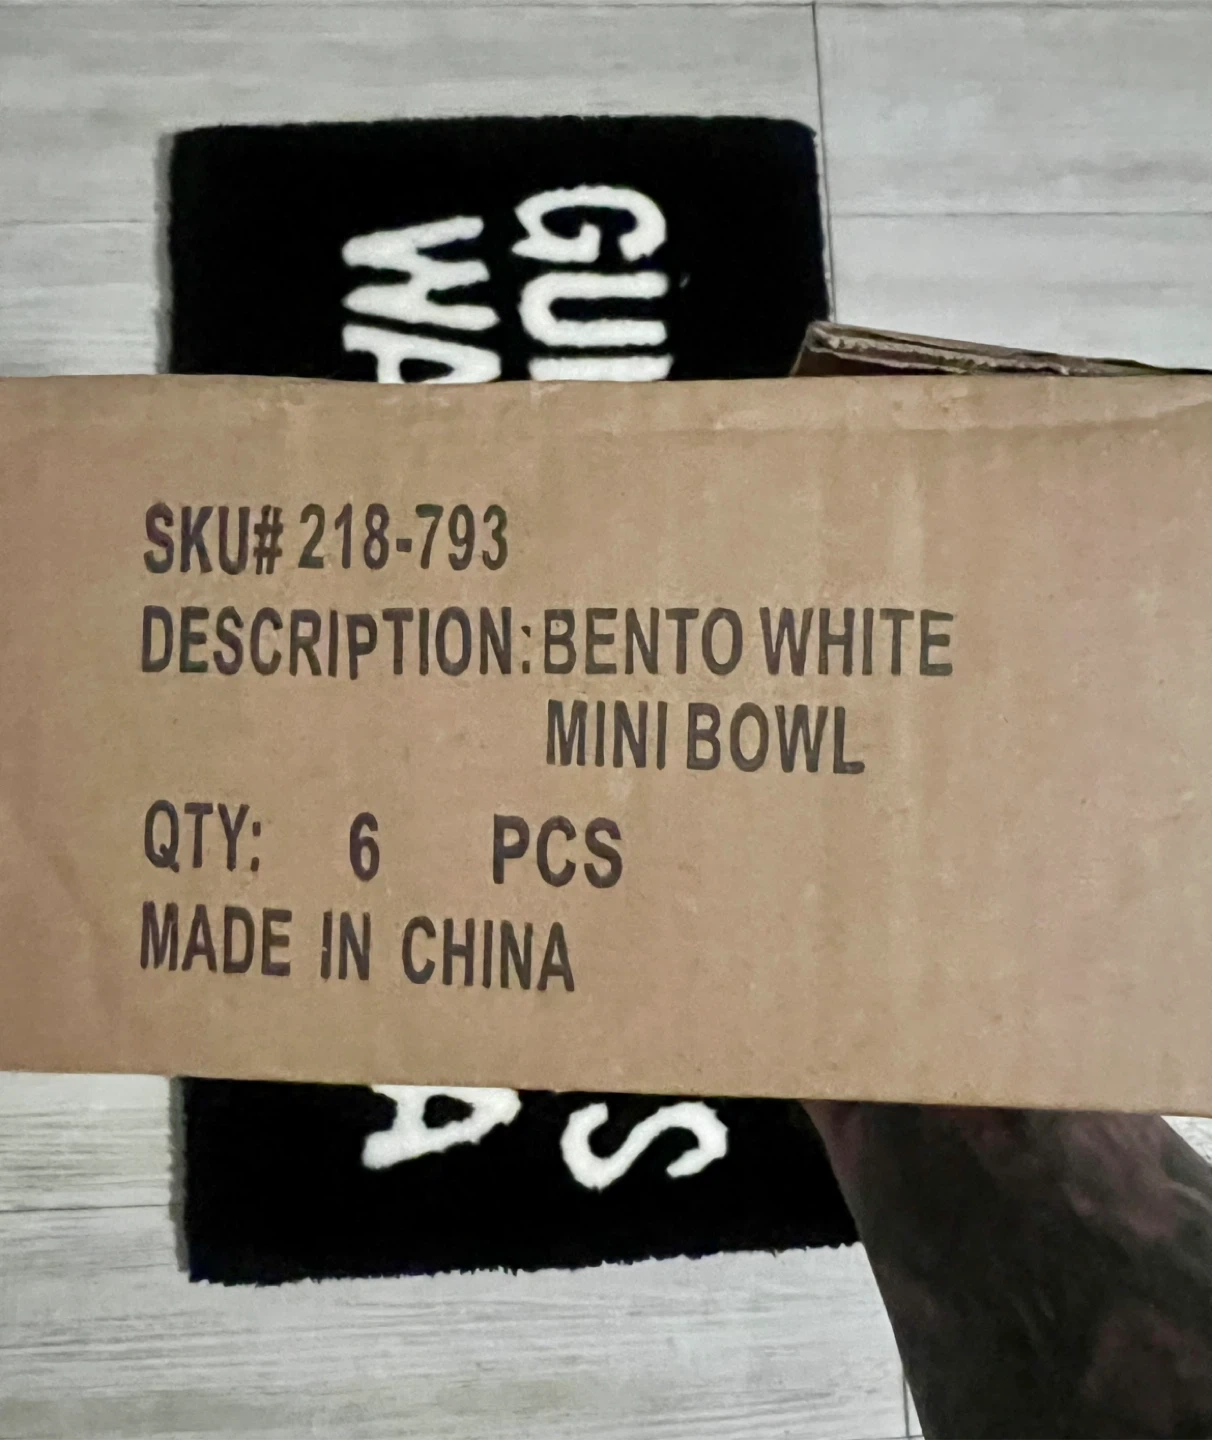 SKU# 218-793
DESCRIPTION: BENTO WHITE
MINI BOWL
QTY: 6 PCS
MADE IN CHINA